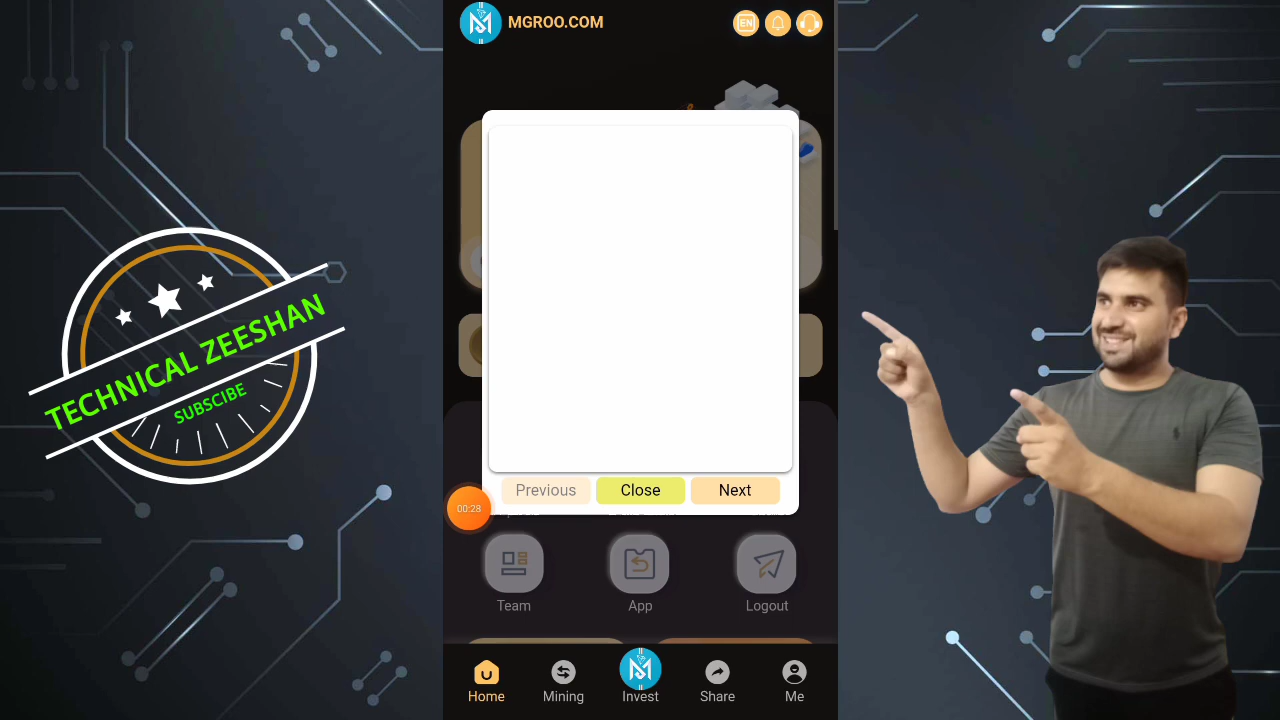 MGROO.COM
EN
TECHNICAL ZEESHAN
SUBSCIBE
Previous
Close
Next
00:28
Team
App
Logout
Home
Mining
Invest
Share
Me